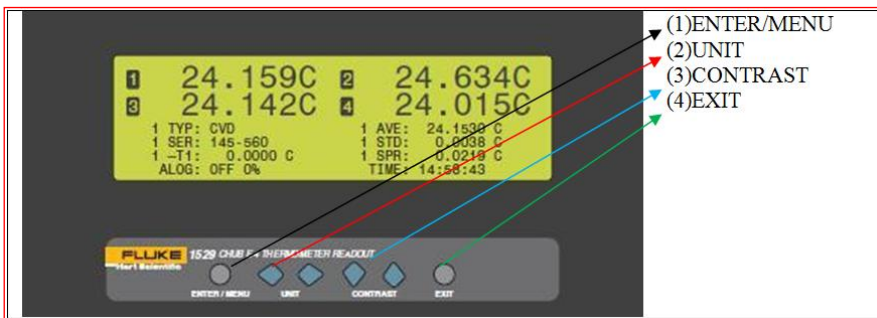 1 24.159C 2 24.634C
3 24.142C 4 24.015C
1 TYP: CVD 1 AVE: 24.1530 C
1 SER: 145-560 1 STD: 0.0038 C
1 –T1: 0.0000 C 1 SPR: 0.0219 C
ALOG: OFF 0% TIME: 14:58:43
FLUKE 1529 CHUB E-4 THERMOMETER READOUT
Hart Scientific
ENTER / MENU UNIT CONTRAST EXIT
(1)ENTER/MENU
(2)UNIT
(3)CONTRAST
(4)EXIT